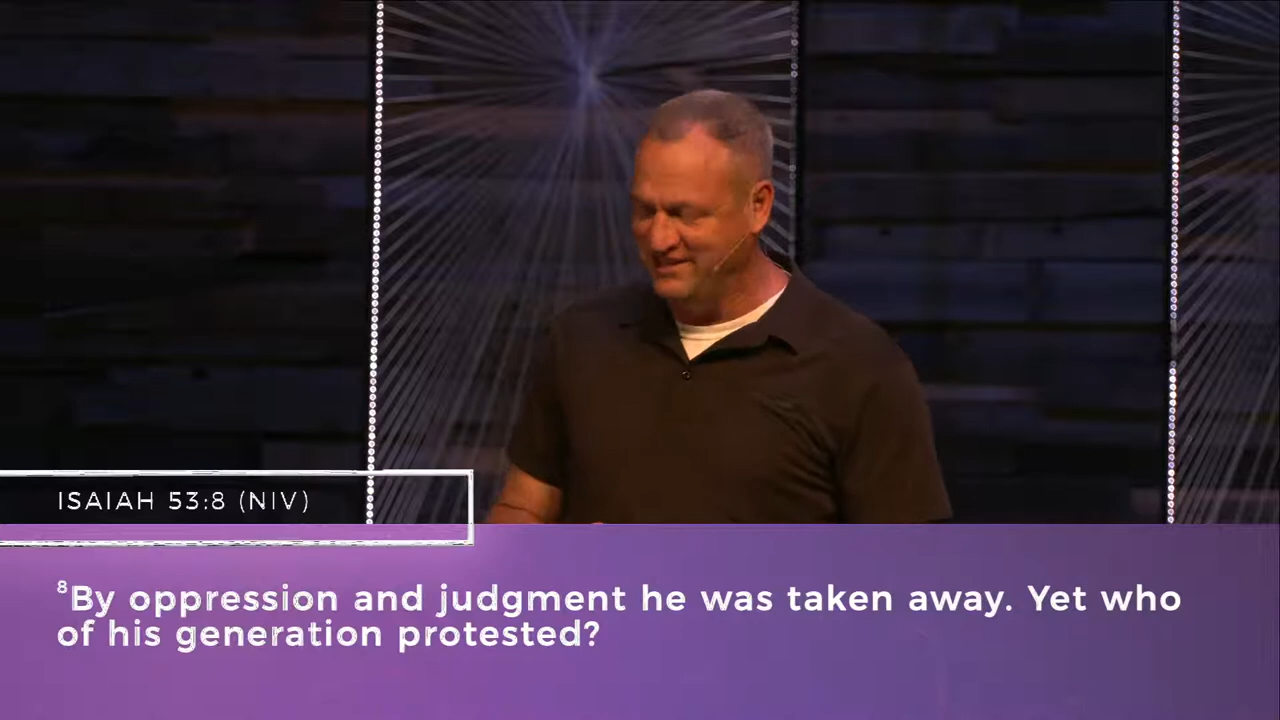 ISAIAH 53:8 (NIV)
⁸By oppression and judgment he was taken away. Yet who
of his generation protested?